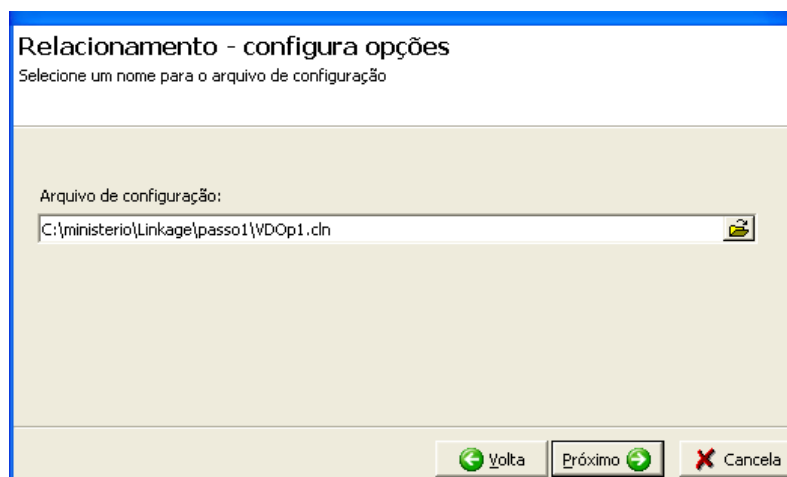 Relacionamento - configura opções
Selecione um nome para o arquivo de configuração
Arquivo de configuração:
C:\ministerio\Linkage\passo1\VDOp1.cln
Volta Próximo Cancela